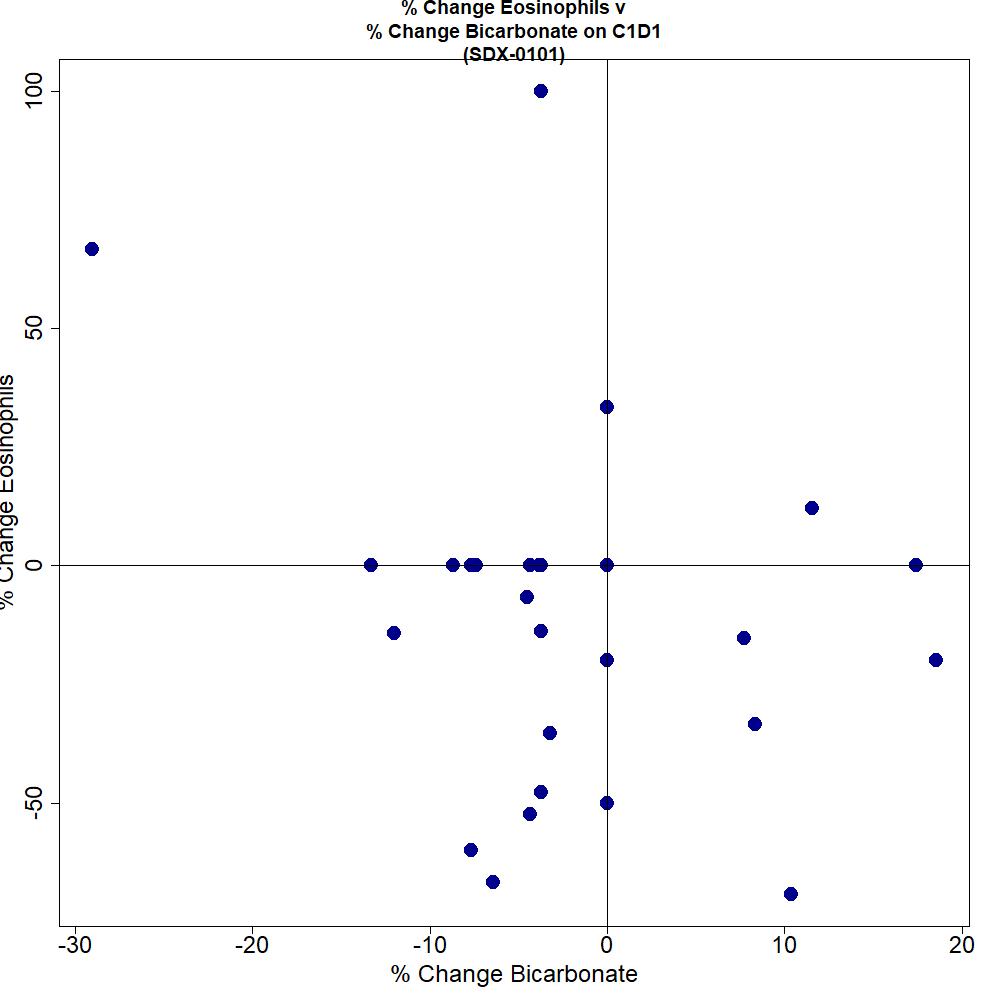 % Change Eosinophils v
% Change Bicarbonate on C1D1
(SDX-0101)
100
50
0
-50
% Change Eosinophils
-30 -20 -10 0 10 20
% Change Bicarbonate